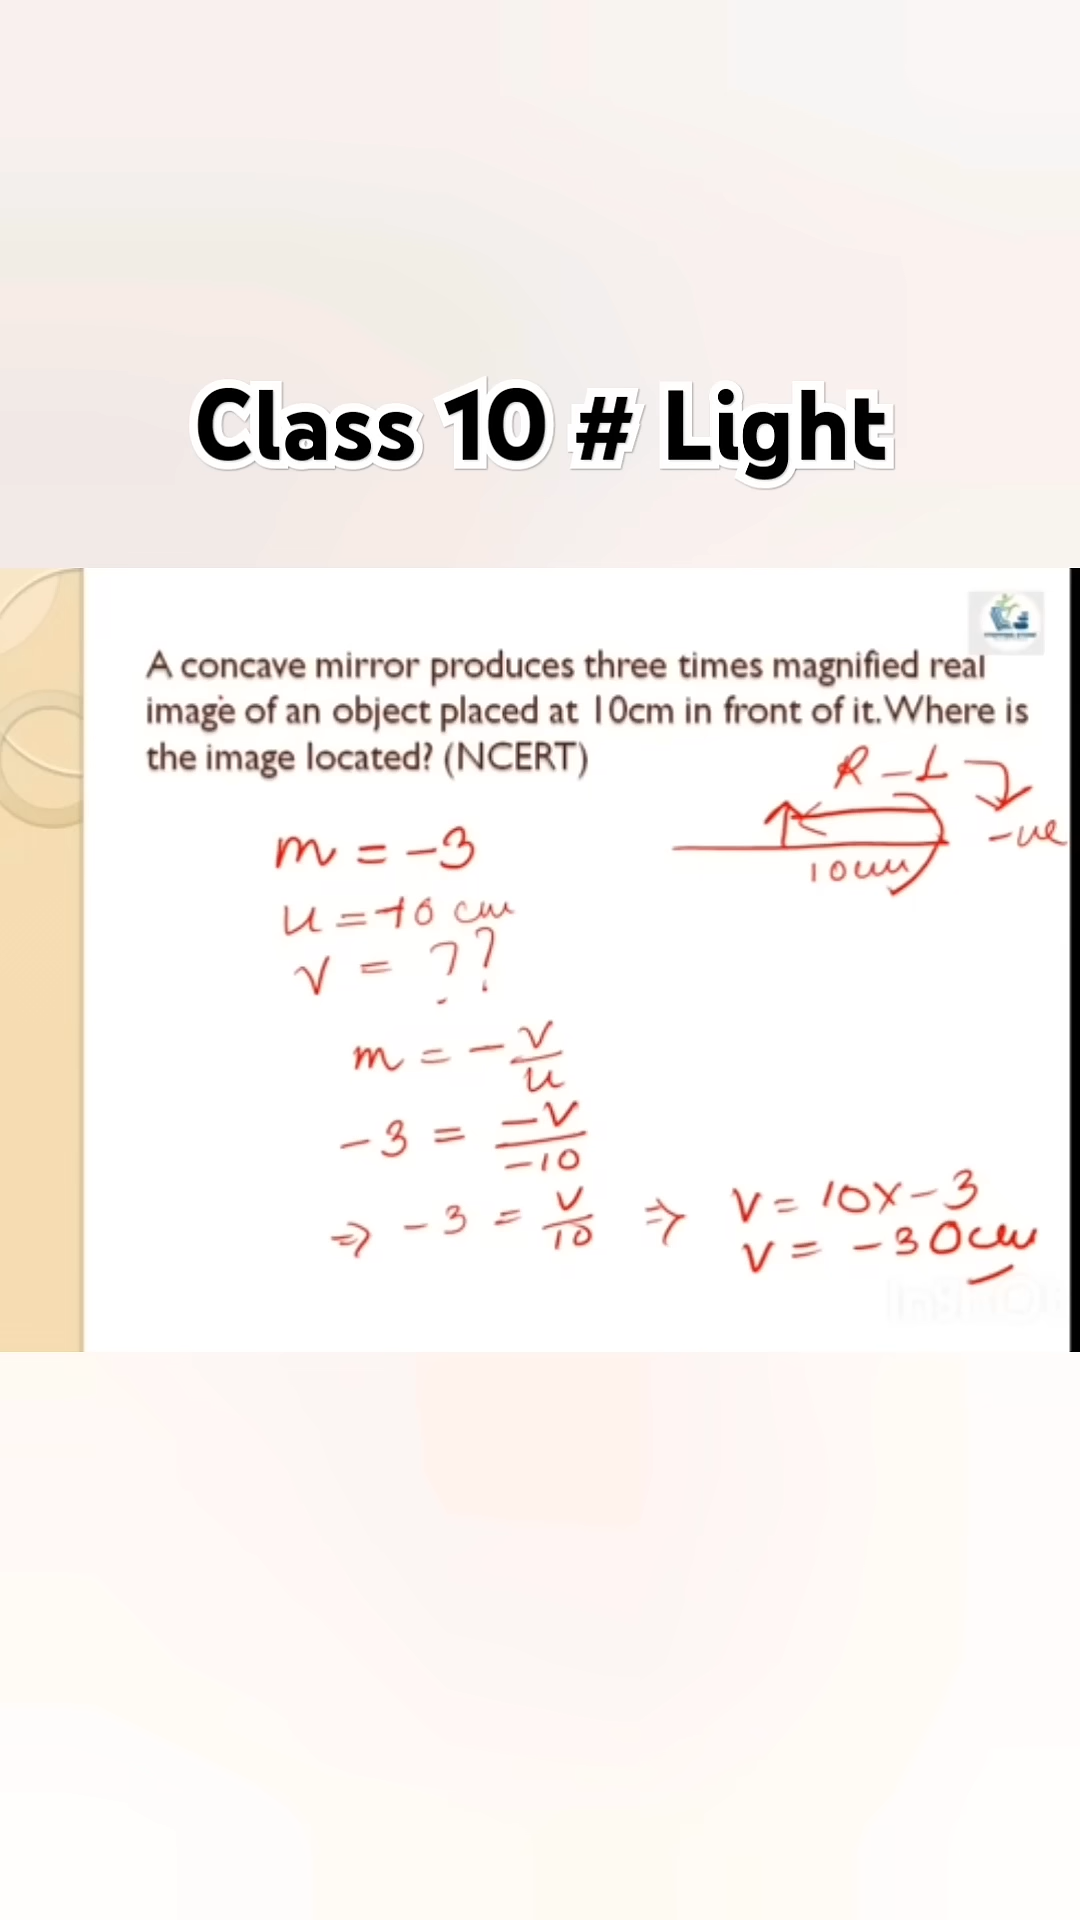 Class 10 # Light
A concave mirror produces three times magnified real
image of an object placed at 10cm in front of it. Where is
the image located? (NCERT)
R - L
-ve
10cm
m = -3
u = -10 cm
v = ??
m = - v/u
-3 = -v/-10
⇒ -3 = v/10 ⇒ v = 10x-3
v = -30cm